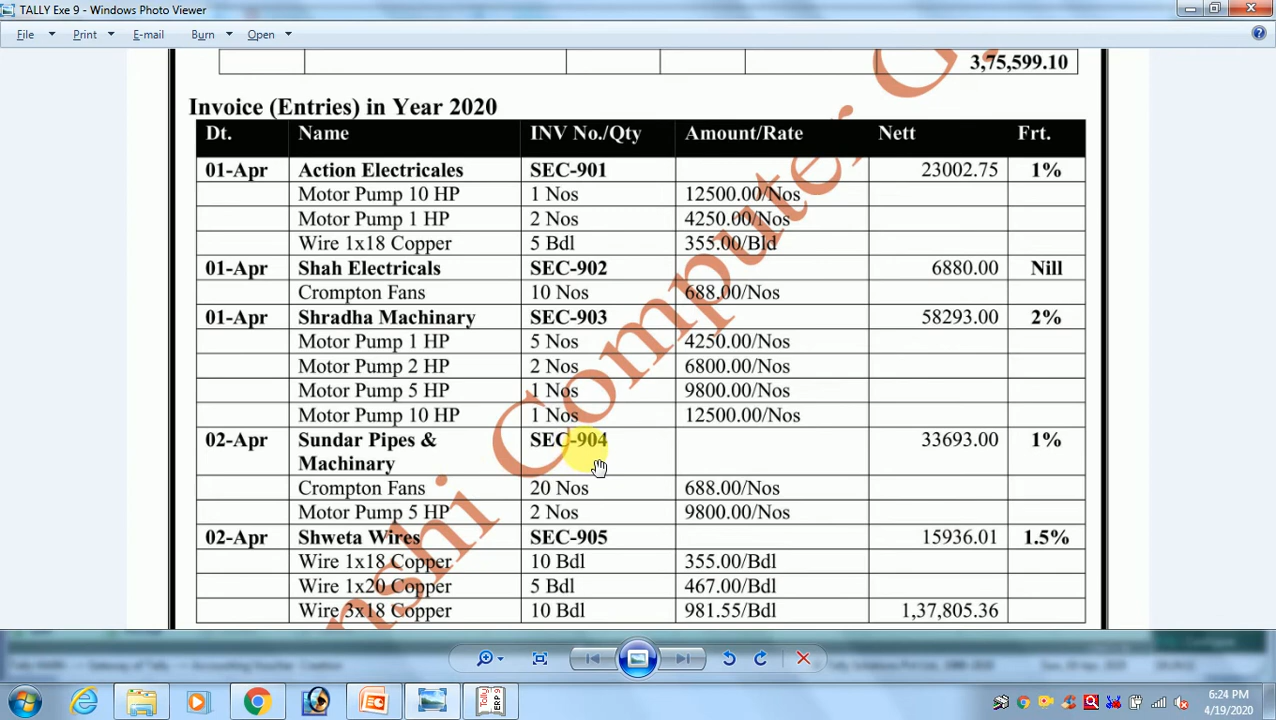 TALLY Exe 9 - Windows Photo Viewer
File Print E-mail Burn Open
3,75,599.10
Invoice (Entries) in Year 2020
Dt. Name INV No./Qty Amount/Rate Nett Frt.
01-Apr Action Electricales SEC-901 23002.75 1%
Motor Pump 10 HP 1 Nos 12500.00/Nos
Motor Pump 1 HP 2 Nos 4250.00/Nos
Wire 1x18 Copper 5 Bdl 355.00/Bld
01-Apr Shah Electricals SEC-902 6880.00 Nill
Crompton Fans 10 Nos 688.00/Nos
01-Apr Shradha Machinary SEC-903 58293.00 2%
Motor Pump 1 HP 5 Nos 4250.00/Nos
Motor Pump 2 HP 2 Nos 6800.00/Nos
Motor Pump 5 HP 1 Nos 9800.00/Nos
Motor Pump 10 HP 1 Nos 12500.00/Nos
02-Apr Sundar Pipes & SEC-904 33693.00 1%
Machinary
Crompton Fans 20 Nos 688.00/Nos
Motor Pump 5 HP 2 Nos 9800.00/Nos
02-Apr Shweta Wires SEC-905 15936.01 1.5%
Wire 1x18 Copper 10 Bdl 355.00/Bdl
Wire 1x20 Copper 5 Bdl 467.00/Bdl
Wire 3x18 Copper 10 Bdl 981.55/Bdl 1,37,805.36
Computer
Tally ERP 9
6:24 PM
4/19/2020